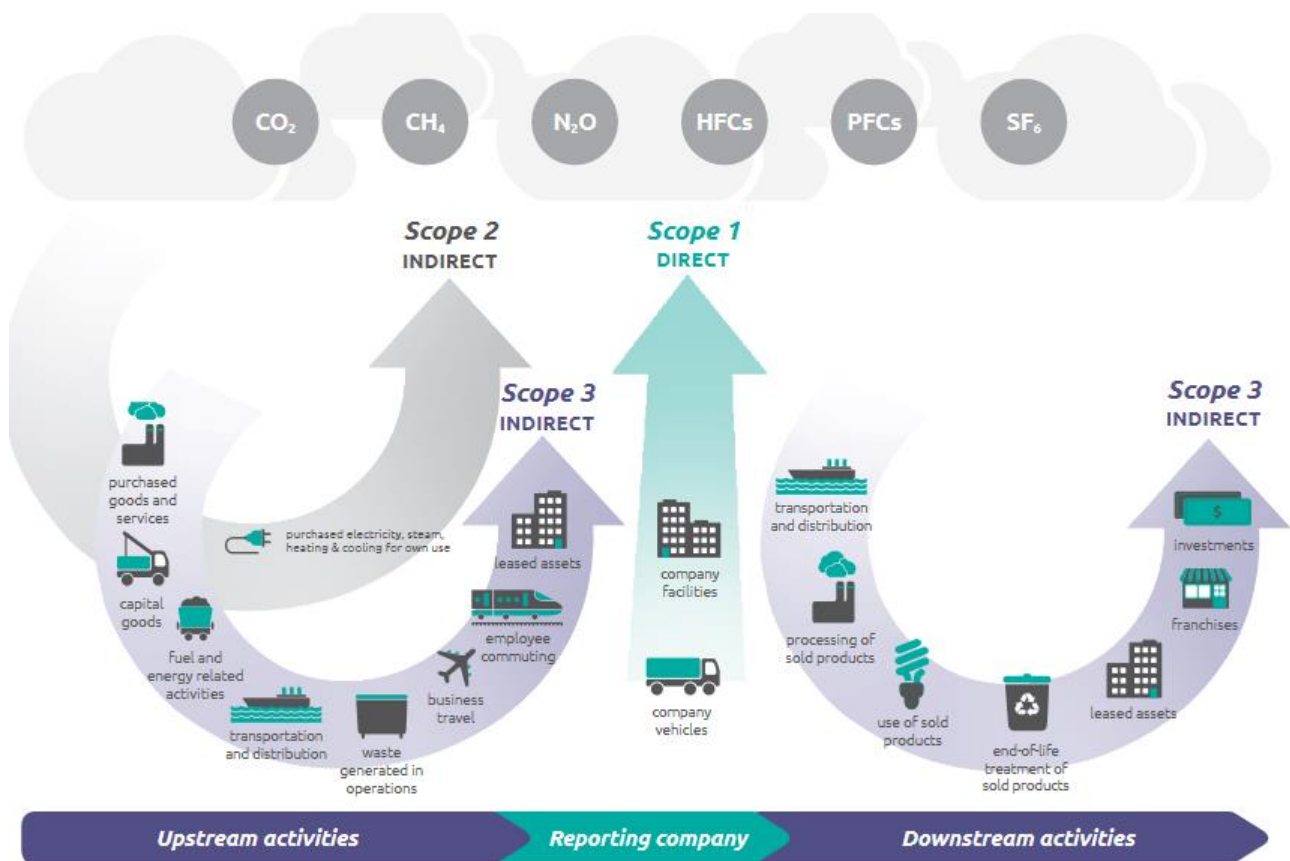 CO₂ CH₄ N₂O HFCs PFCs SF₆
Scope 2
INDIRECT
Scope 1
DIRECT
Scope 3
INDIRECT
Scope 3
INDIRECT
purchased
goods and
services
capital
goods
fuel and
energy related
activities
transportation
and distribution
waste
generated in
operations
business
travel
employee
commuting
leased assets
purchased electricity, steam,
heating & cooling for own use
company
facilities
company
vehicles
transportation
and distribution
processing of
sold products
use of sold
products
end-of-life
treatment of
sold products
leased assets
franchises
$
investments
Upstream activities
Reporting company
Downstream activities